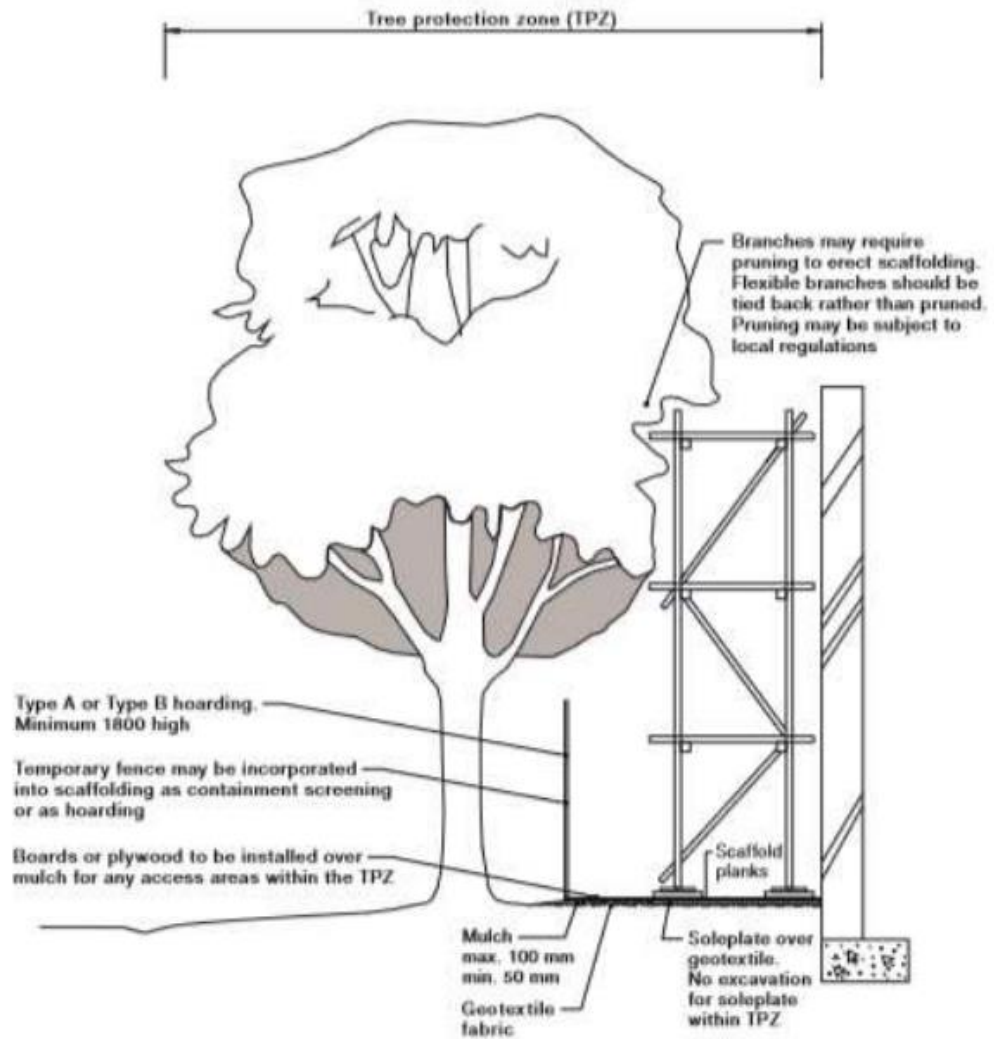 Tree protection zone (TPZ)
Branches may require
pruning to erect scaffolding.
Flexible branches should be
tied back rather than pruned.
Pruning may be subject to
local regulations
Type A or Type B hoarding.
Minimum 1800 high
Temporary fence may be incorporated
into scaffolding as containment screening
or as hoarding
Boards or plywood to be installed over
mulch for any access areas within the TPZ
Scaffold
planks
Mulch
max. 100 mm
min. 50 mm
Geotextile
fabric
Soleplate over
geotextile.
No excavation
for soleplate
within TPZ